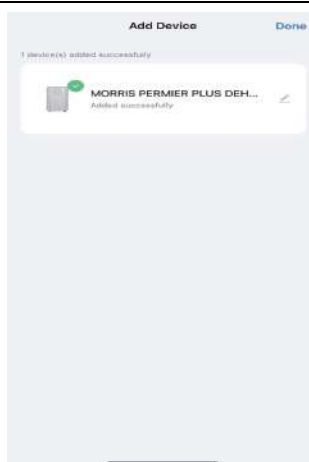 Add Device
Done
1 device(s) added successfully
MORRIS PERMIER PLUS DEH...
Added successfully